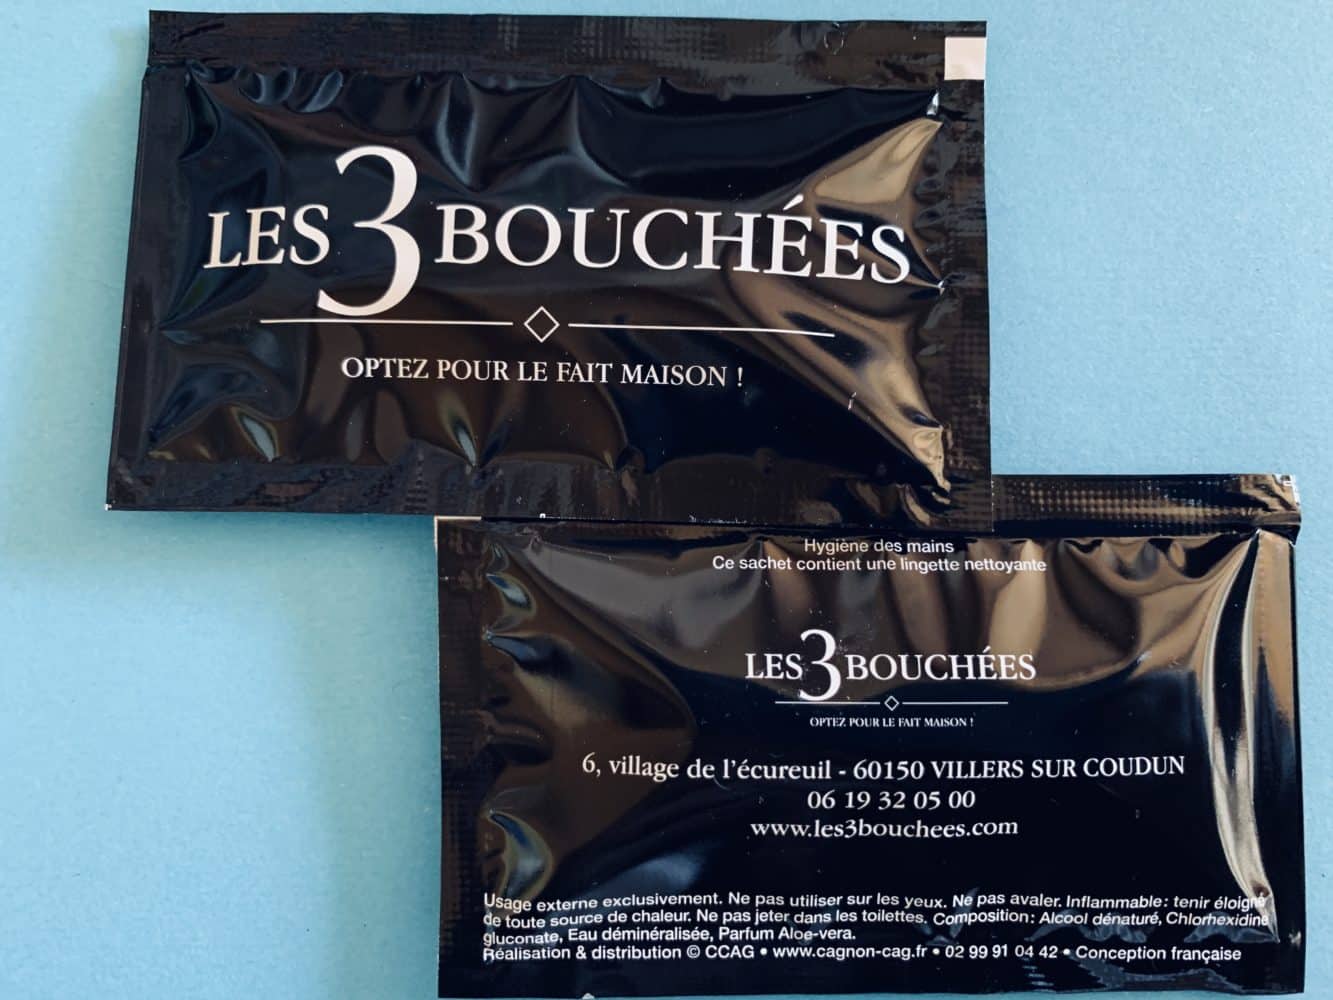 LES 3 BOUCHÉES
OPTEZ POUR LE FAIT MAISON !
Hygiène des mains
Ce sachet contient une lingette nettoyante
LES 3 BOUCHÉES
OPTEZ POUR LE FAIT MAISON !
6, village de l'écureuil - 60150 VILLERS SUR COUDUN
06 19 32 05 00
www.les3bouchees.com
Usage externe exclusivement. Ne pas utiliser sur les yeux. Ne pas avaler. Inflammable: tenir éloigné
de toute source de chaleur. Ne pas jeter dans les toilettes. Composition: Alcool dénaturé, Chlorhexidine
gluconate, Eau déminéralisée, Parfum Aloe-vera.
Réalisation & distribution © CCAG • www.cagnon-cag.fr • 02 99 91 04 42 • Conception française